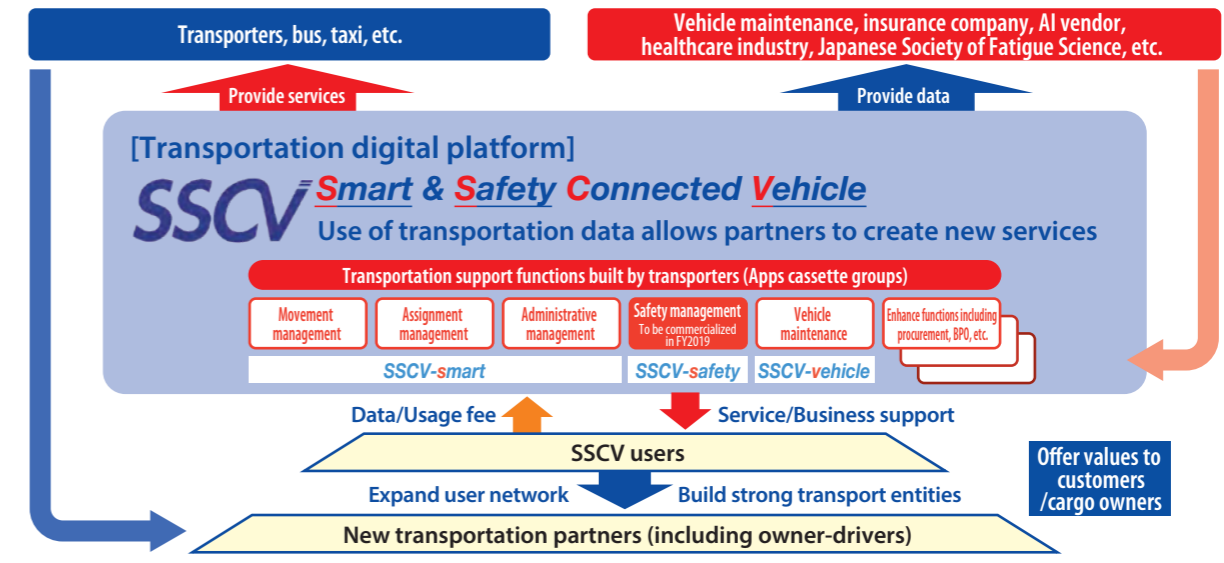 Transporters, bus, taxi, etc.
Vehicle maintenance, insurance company, AI vendor,
healthcare industry, Japanese Society of Fatigue Science, etc.
Provide services
Provide data
[Transportation digital platform]
SSCV Smart & Safety Connected Vehicle
Use of transportation data allows partners to create new services
Transportation support functions built by transporters (Apps cassette groups)
Movement
management
Assignment
management
Administrative
management
Safety management
To be commercialized
in FY2019
Vehicle
maintenance
Enhance functions including
procurement, BPO, etc.
SSCV-smart
SSCV-safety
SSCV-vehicle
Data/Usage fee
Service/Business support
SSCV users
Expand user network
Build strong transport entities
Offer values to
customers
/cargo owners
New transportation partners (including owner-drivers)